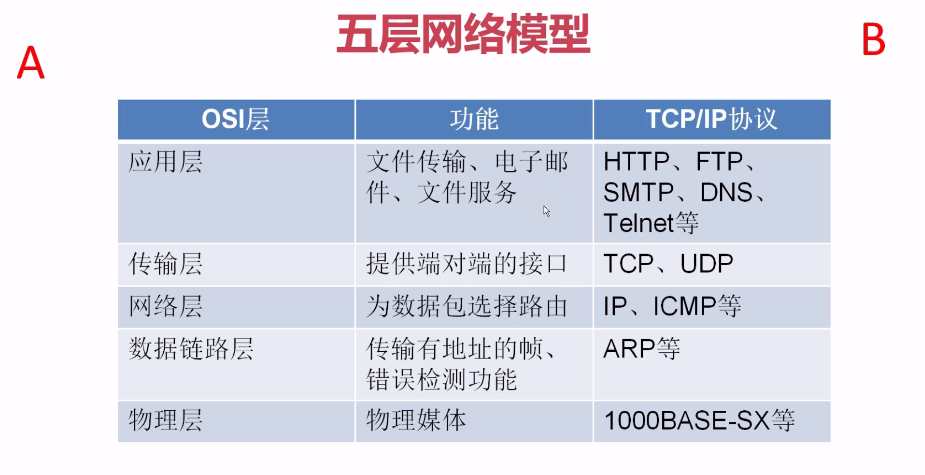 五层网络模型
A
B
OSI层 功能 TCP/IP协议
应用层 文件传输、电子邮 HTTP、FTP、
件、文件服务 SMTP、DNS、
Telnet等
传输层 提供端对端的接口 TCP、UDP
网络层 为数据包选择路由 IP、ICMP等
数据链路层 传输有地址的帧、 ARP等
错误检测功能
物理层 物理媒体 1000BASE-SX等